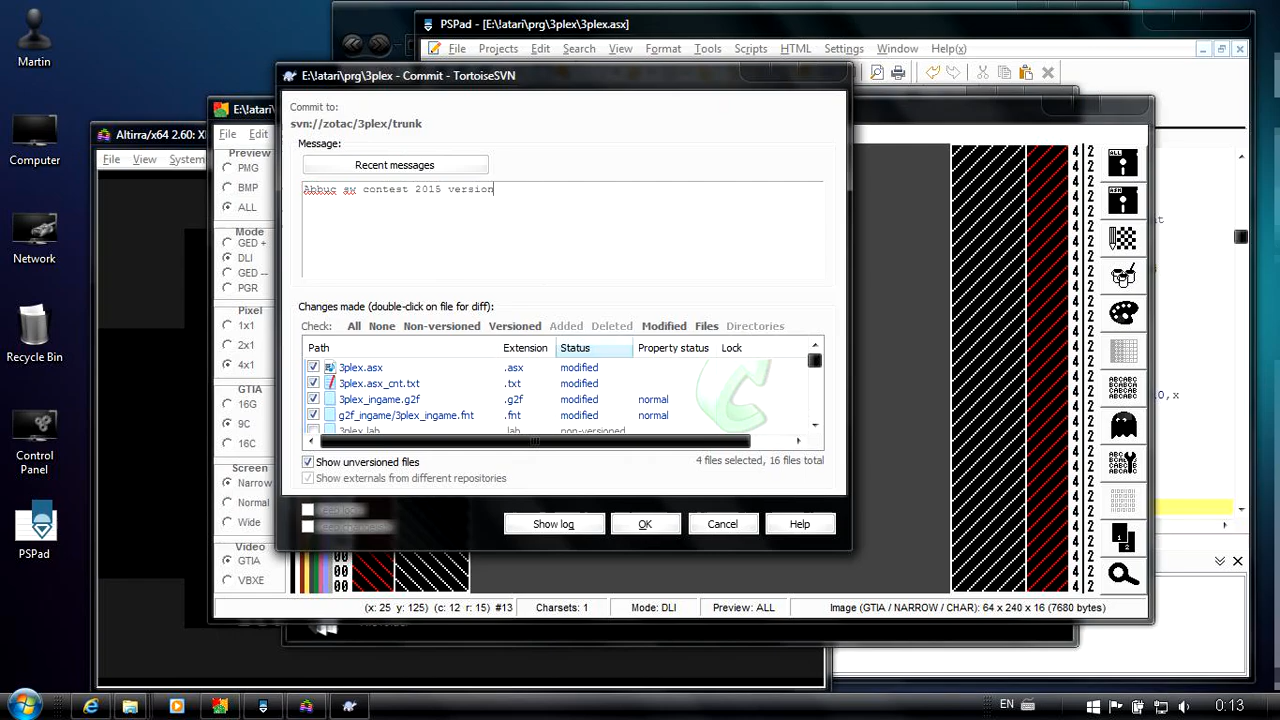 Martin
Computer
Network
Recycle Bin
Control
Panel
PSPad
PSPad - [E:\!atari\prg\3plex\3plex.asx]
File Projects Edit Search View Format Tools Scripts HTML Settings Window Help(x)
E:\!atari\prg\3plex - Commit - TortoiseSVN
Commit to:
svn://zotac/3plex/trunk
Message:
Recent messages
Abbuc sw contest 2015 version
Changes made (double-click on file for diff):
Check: All None Non-versioned Versioned Added Deleted Modified Files Directories
Path Extension Status Property status Lock
3plex.asx .asx modified
3plex.asx_cnt.txt .txt modified
3plex_ingame.g2f .g2f modified normal
g2f_ingame/3plex_ingame.fnt .fnt modified normal
3plex.lab .lab non-versioned
Show unversioned files
4 files selected, 16 files total
Show externals from different repositories
Show log OK Cancel Help
E:\!ata
File Edit
Altirra/x64 2.60: X
File View System
Preview
PMG
BMP
ALL
Mode
GED +
DLI
GED --
PGR
Pixel
1x1
2x1
4x1
GTIA
16G
9C
16C
Screen
Narrow
Normal
Wide
Video
GTIA
VBXE
(x: 25 y: 125) (c: 12 r: 15) #13 Charsets: 1 Mode: DLI Preview: ALL Image (GTIA / NARROW / CHAR): 64 x 240 x 16 (7680 bytes)
EN
0:13